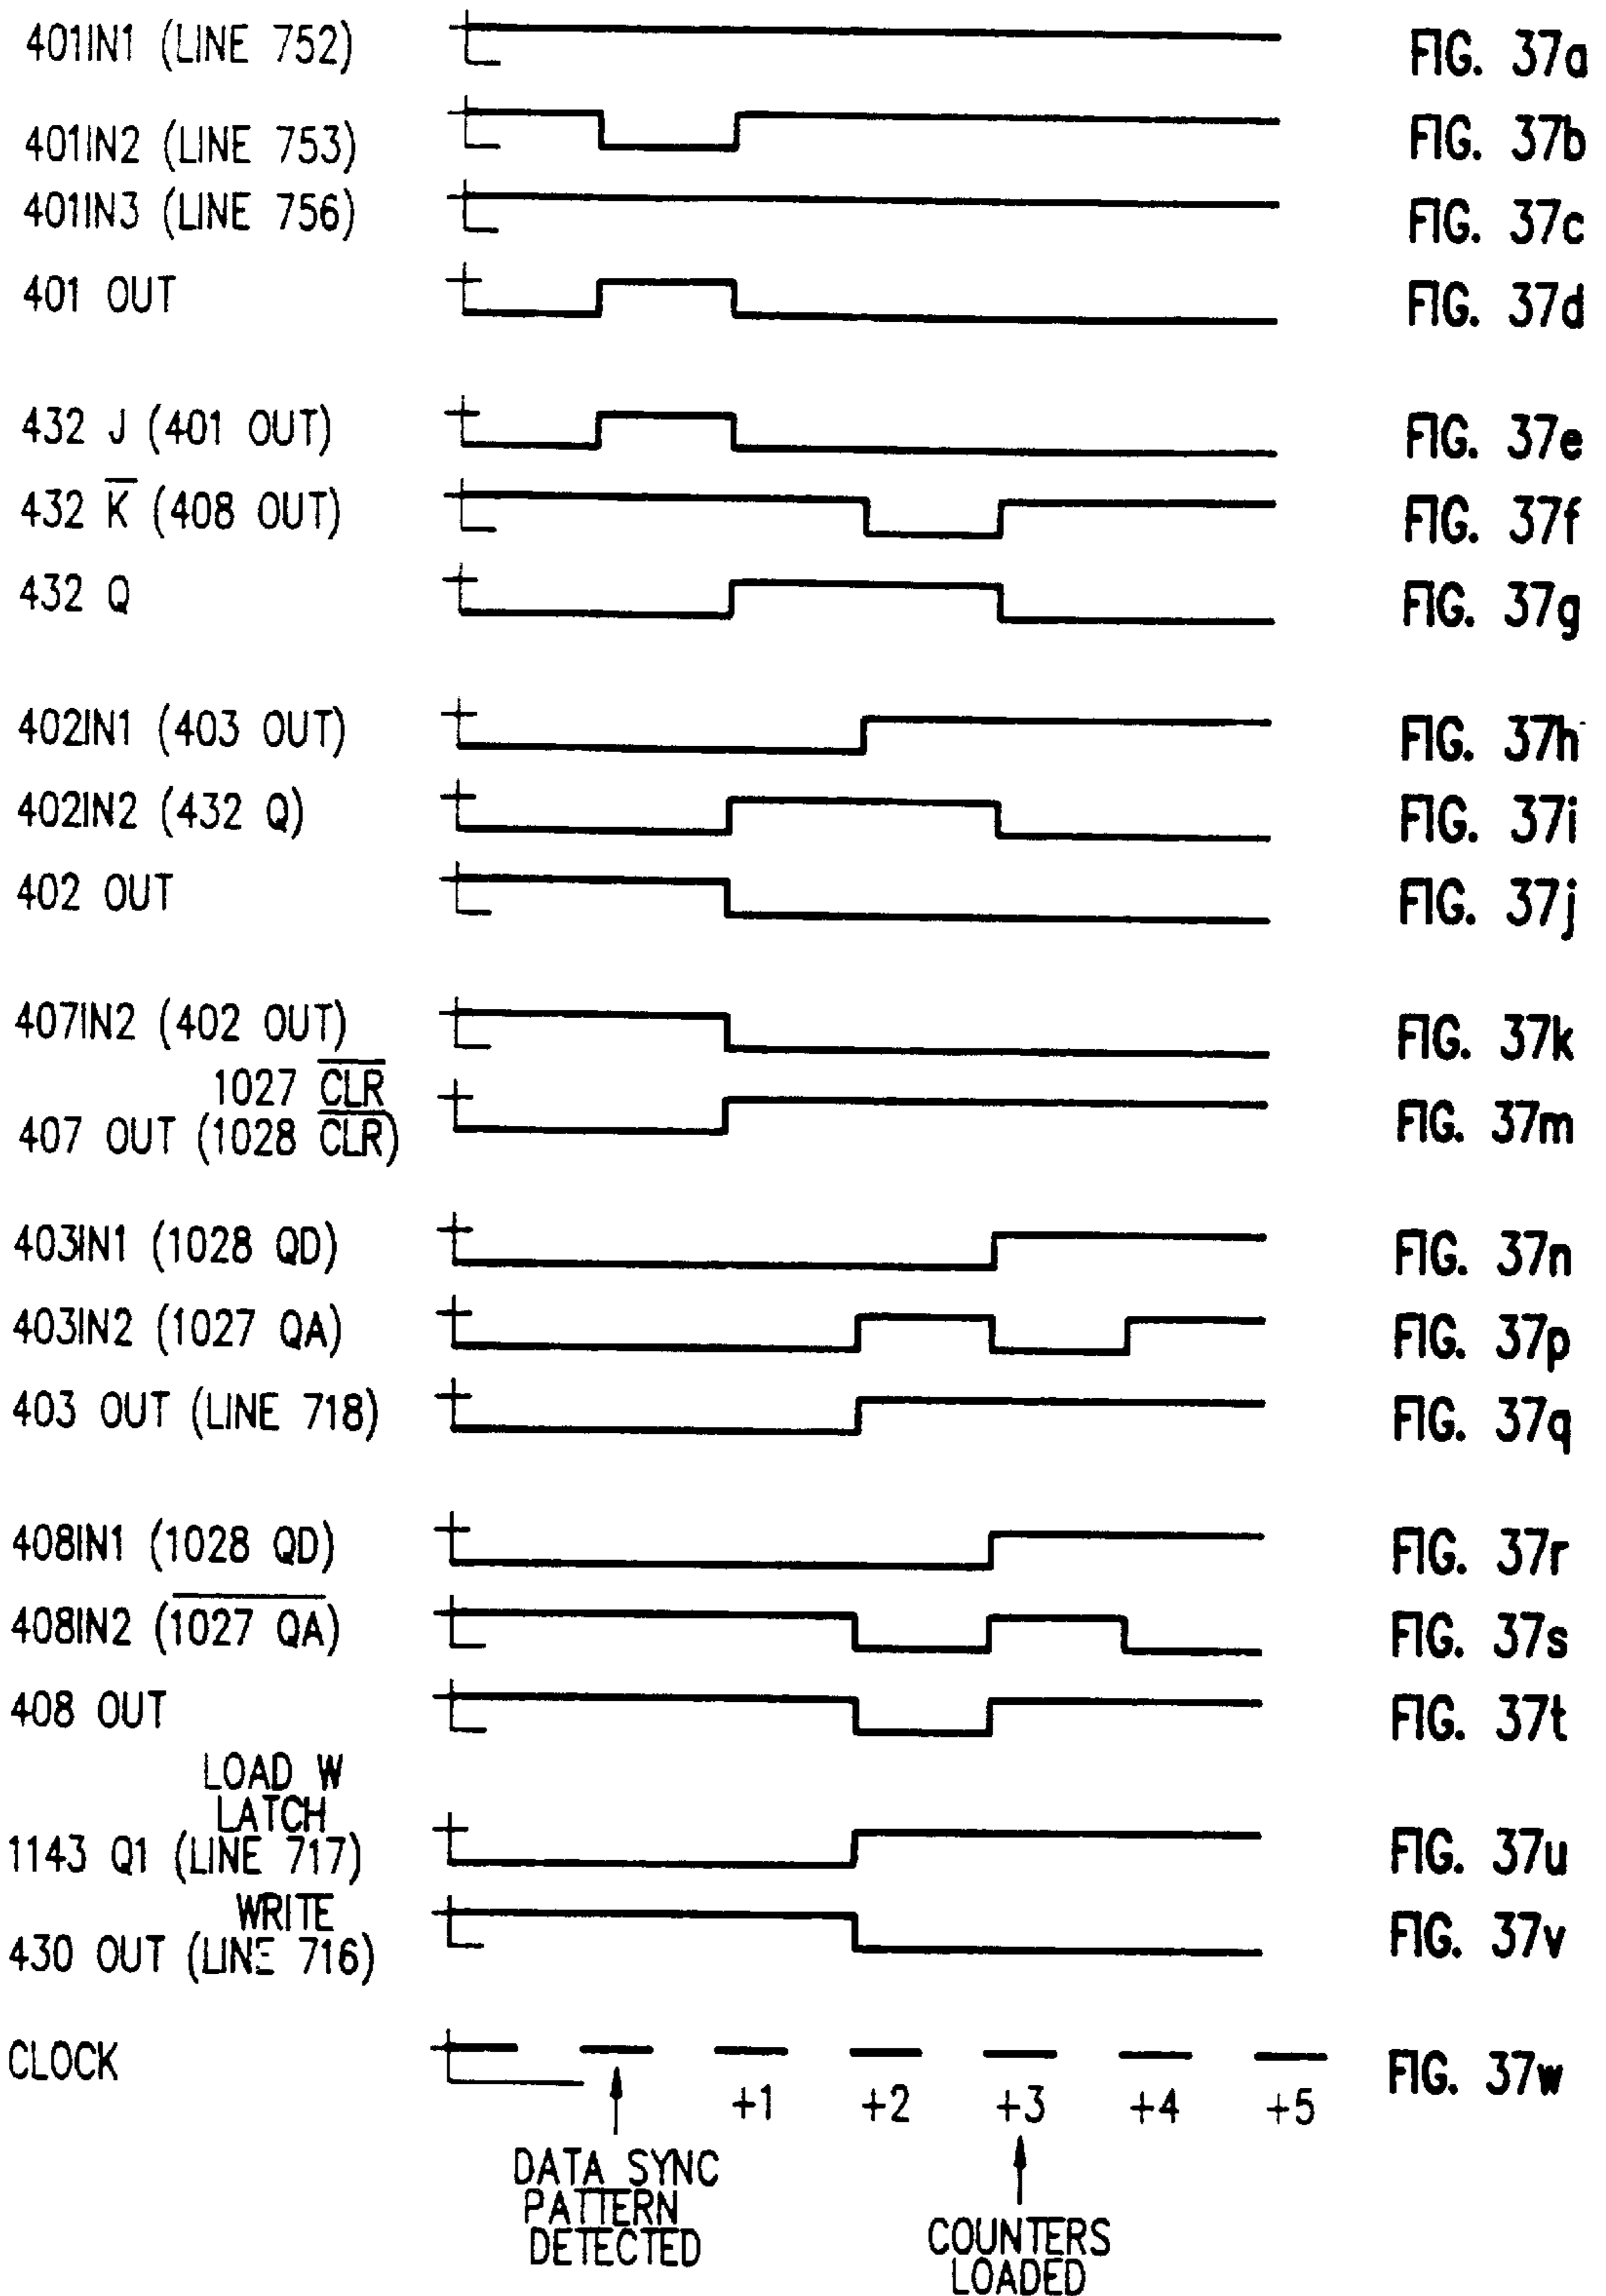 401IN1 (LINE 752) FIG. 37a
401IN2 (LINE 753) FIG. 37b
401IN3 (LINE 756) FIG. 37c
401 OUT FIG. 37d
432 J (401 OUT) FIG. 37e
432 K̅ (408 OUT) FIG. 37f
432 Q FIG. 37g
402IN1 (403 OUT) FIG. 37h
402IN2 (432 Q) FIG. 37i
402 OUT FIG. 37j
407IN2 (402 OUT) FIG. 37k
1027 C̅L̅R̅
407 OUT (1028 C̅L̅R̅) FIG. 37m
403IN1 (1028 QD) FIG. 37n
403IN2 (1027 QA) FIG. 37p
403 OUT (LINE 718) FIG. 37q
408IN1 (1028 QD) FIG. 37r
408IN2 (1̅0̅2̅7̅ ̅Q̅A̅) FIG. 37s
408 OUT FIG. 37t
LOAD W
LATCH
1143 Q1 (LINE 717) FIG. 37u
WRITE
430 OUT (LINE 716) FIG. 37v
CLOCK FIG. 37w
+1 +2 +3 +4 +5
DATA SYNC
PATTERN
DETECTED
COUNTERS
LOADED